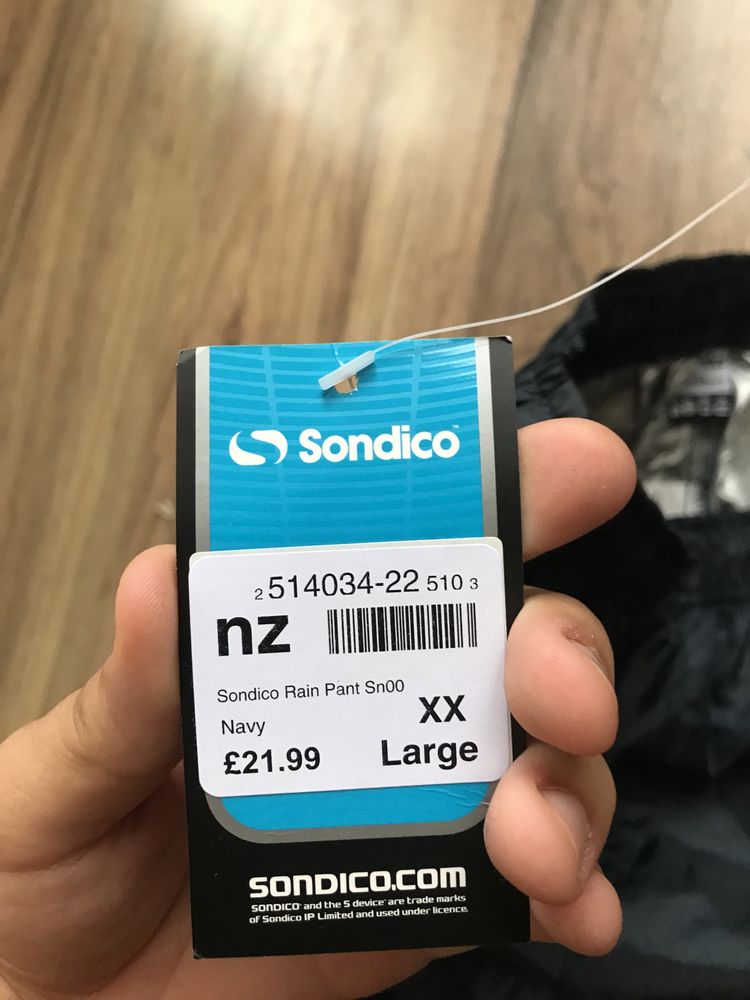 Sondico™
2 514034-22 510 3
nz
Sondico Rain Pant Sn00
XX
Navy
£21.99
Large
SONDICO.COM
SONDICO® and the S device® are trade marks
of Sondico IP Limited and used under licence